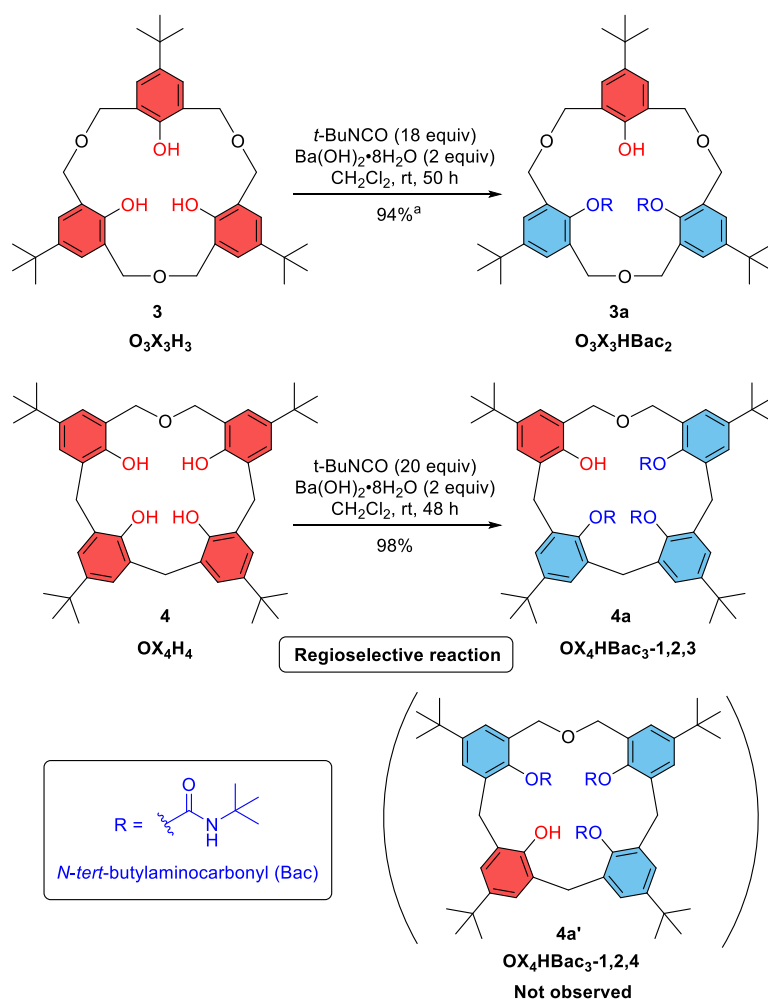 OH
O
O
OH
HO
O
3
O3X3H3
t-BuNCO (18 equiv)
Ba(OH)2•8H2O (2 equiv)
CH2Cl2, rt, 50 h
94%a
OH
O
O
OR
RO
O
3a
O3X3HBac2
O
OH
HO
OH
HO
4
OX4H4
t-BuNCO (20 equiv)
Ba(OH)2•8H2O (2 equiv)
CH2Cl2, rt, 48 h
98%
O
OH
RO
OR
RO
4a
OX4HBac3-1,2,3
Regioselective reaction
R =
O
N
H
N-tert-butylaminocarbonyl (Bac)
O
OR
RO
OH
RO
4a'
OX4HBac3-1,2,4
Not observed